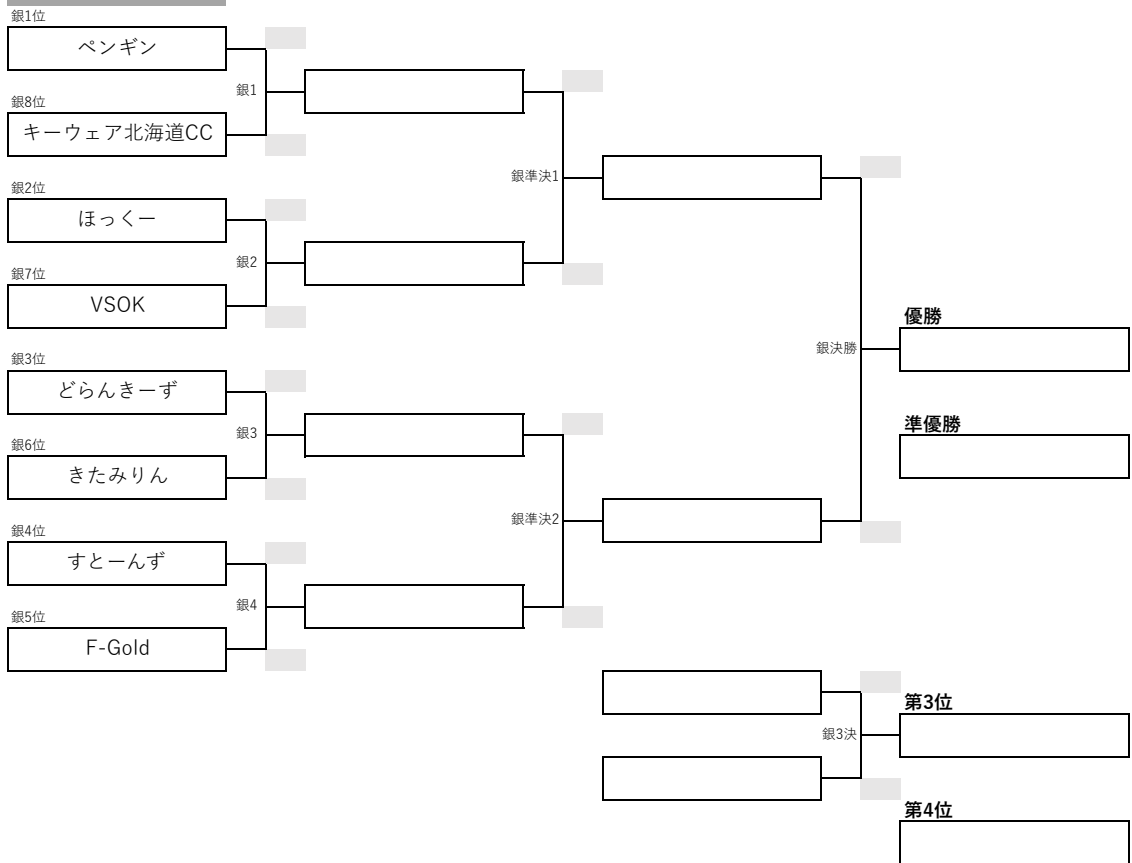 銀1位
ペンギン
銀1
銀8位
キーウェア北海道CC
銀準決1
銀2位
ほっくー
銀2
銀7位
VSOK
優勝
銀決勝
銀3位
どらんきーず
準優勝
銀3
銀6位
きたみりん
銀準決2
銀4位
すとーんず
銀4
銀5位
F-Gold
第3位
銀3決
第4位